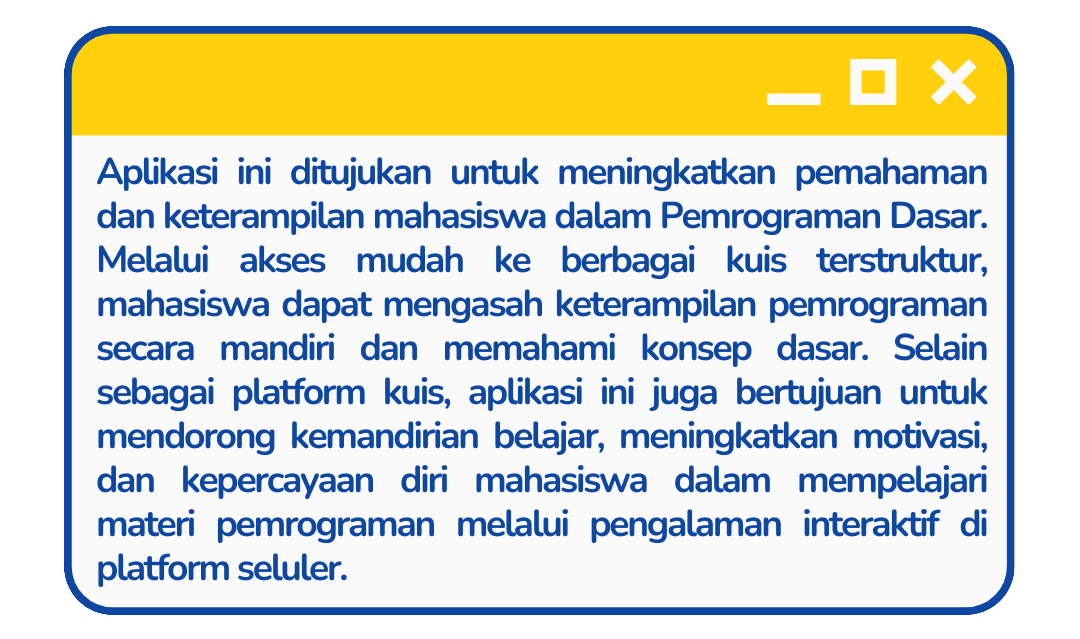 Aplikasi ini ditujukan untuk meningkatkan pemahaman
dan keterampilan mahasiswa dalam Pemrograman Dasar.
Melalui akses mudah ke berbagai kuis terstruktur,
mahasiswa dapat mengasah keterampilan pemrograman
secara mandiri dan memahami konsep dasar. Selain
sebagai platform kuis, aplikasi ini juga bertujuan untuk
mendorong kemandirian belajar, meningkatkan motivasi,
dan kepercayaan diri mahasiswa dalam mempelajari
materi pemrograman melalui pengalaman interaktif di
platform seluler.